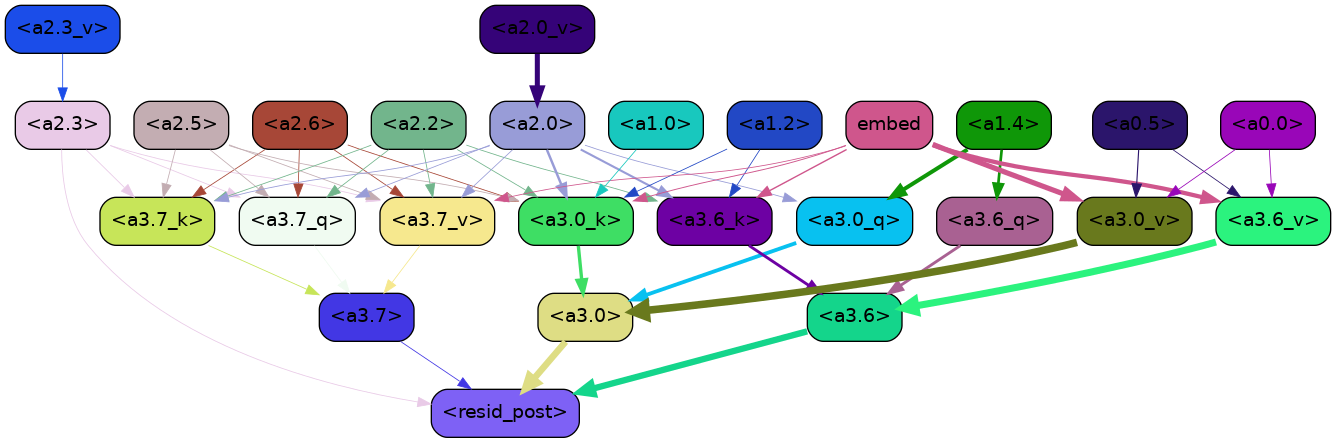 <a2.3_v> <a2.0_v>
<a2.3> <a2.5> <a2.6> <a2.2> <a2.0> <a1.0> <a1.2> embed <a1.4> <a0.5> <a0.0>
<a3.7_k> <a3.7_q> <a3.7_v> <a3.0_k> <a3.6_k> <a3.0_q> <a3.6_q> <a3.0_v> <a3.6_v>
<a3.7> <a3.0> <a3.6>
<resid_post>